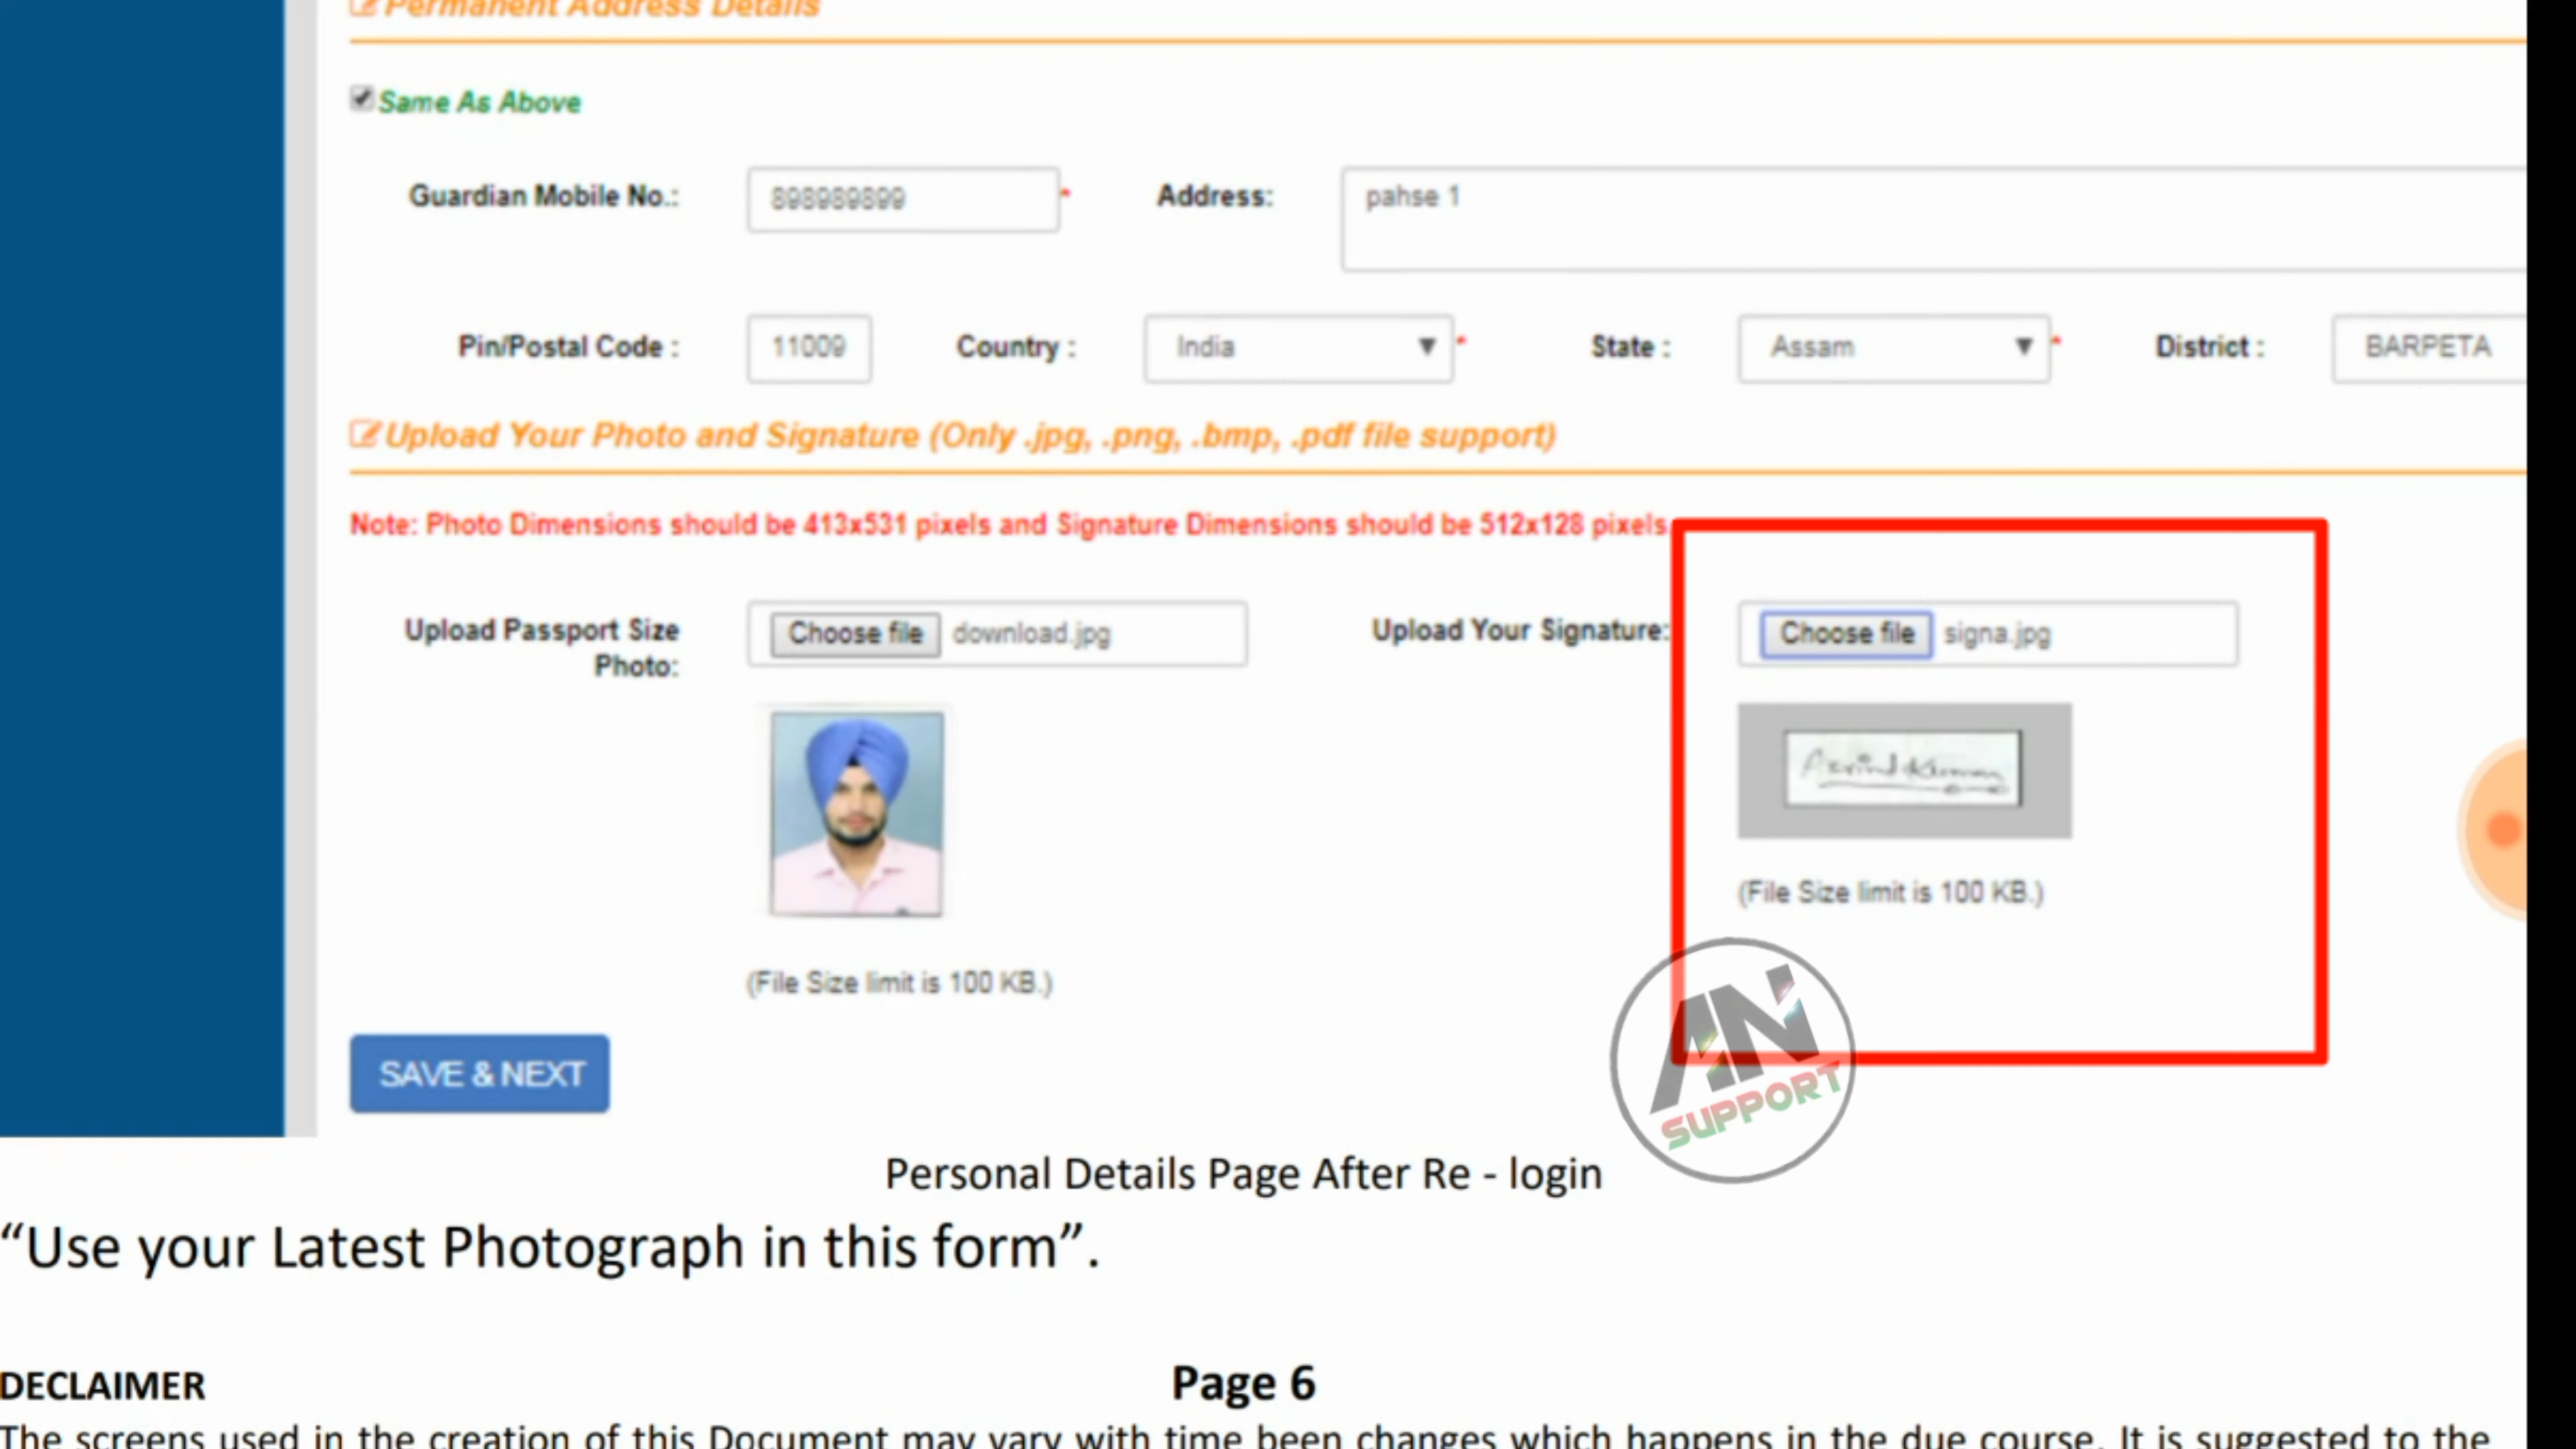 Permanent Address Details
Same As Above
Guardian Mobile No.: 898989899 * Address: pahse 1
Pin/Postal Code : 11009 Country : India * State : Assam * District : BARPETA
Upload Your Photo and Signature (Only .jpg, .png, .bmp, .pdf file support)
Note: Photo Dimensions should be 413x531 pixels and Signature Dimensions should be 512x128 pixels.
Upload Passport Size Photo: Choose file download.jpg Upload Your Signature: Choose file signa.jpg
Arvind Kumar
(File Size limit is 100 KB.)
(File Size limit is 100 KB.)
AN
SUPPORT
SAVE & NEXT
Personal Details Page After Re - login
“Use your Latest Photograph in this form”.
DECLAIMER Page 6
The screens used in the creation of this Document may vary with time been changes which happens in the due course. It is suggested to the